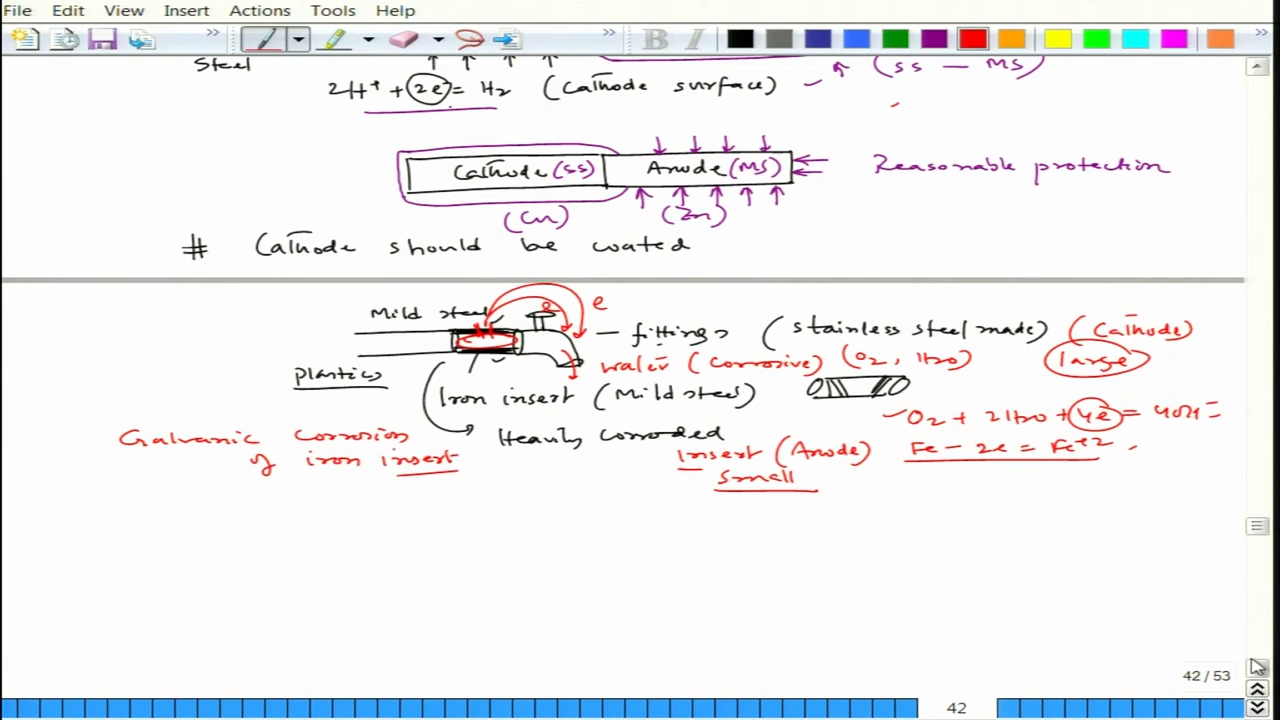 File Edit View Insert Actions Tools Help
Steel
2H+ + 2e = H2 (Cathode surface)
(SS — MS)
Cathode (SS) Anode (MS)
Reasonable protection
(Cu) (Zn)
# Cathode should be coated
Mild steel
e e
— fittings (stainless steel made) (Cathode)
water (corrosive) (O2, H2O) large
plastics
Iron insert (Mild steel)
O2 + 2H2O + 4e = 4OH-
Galvanic corrosion
Heavily corroded
of iron insert
Insert (Anode)
Fe - 2e = Fe+2
small
42 / 53
42